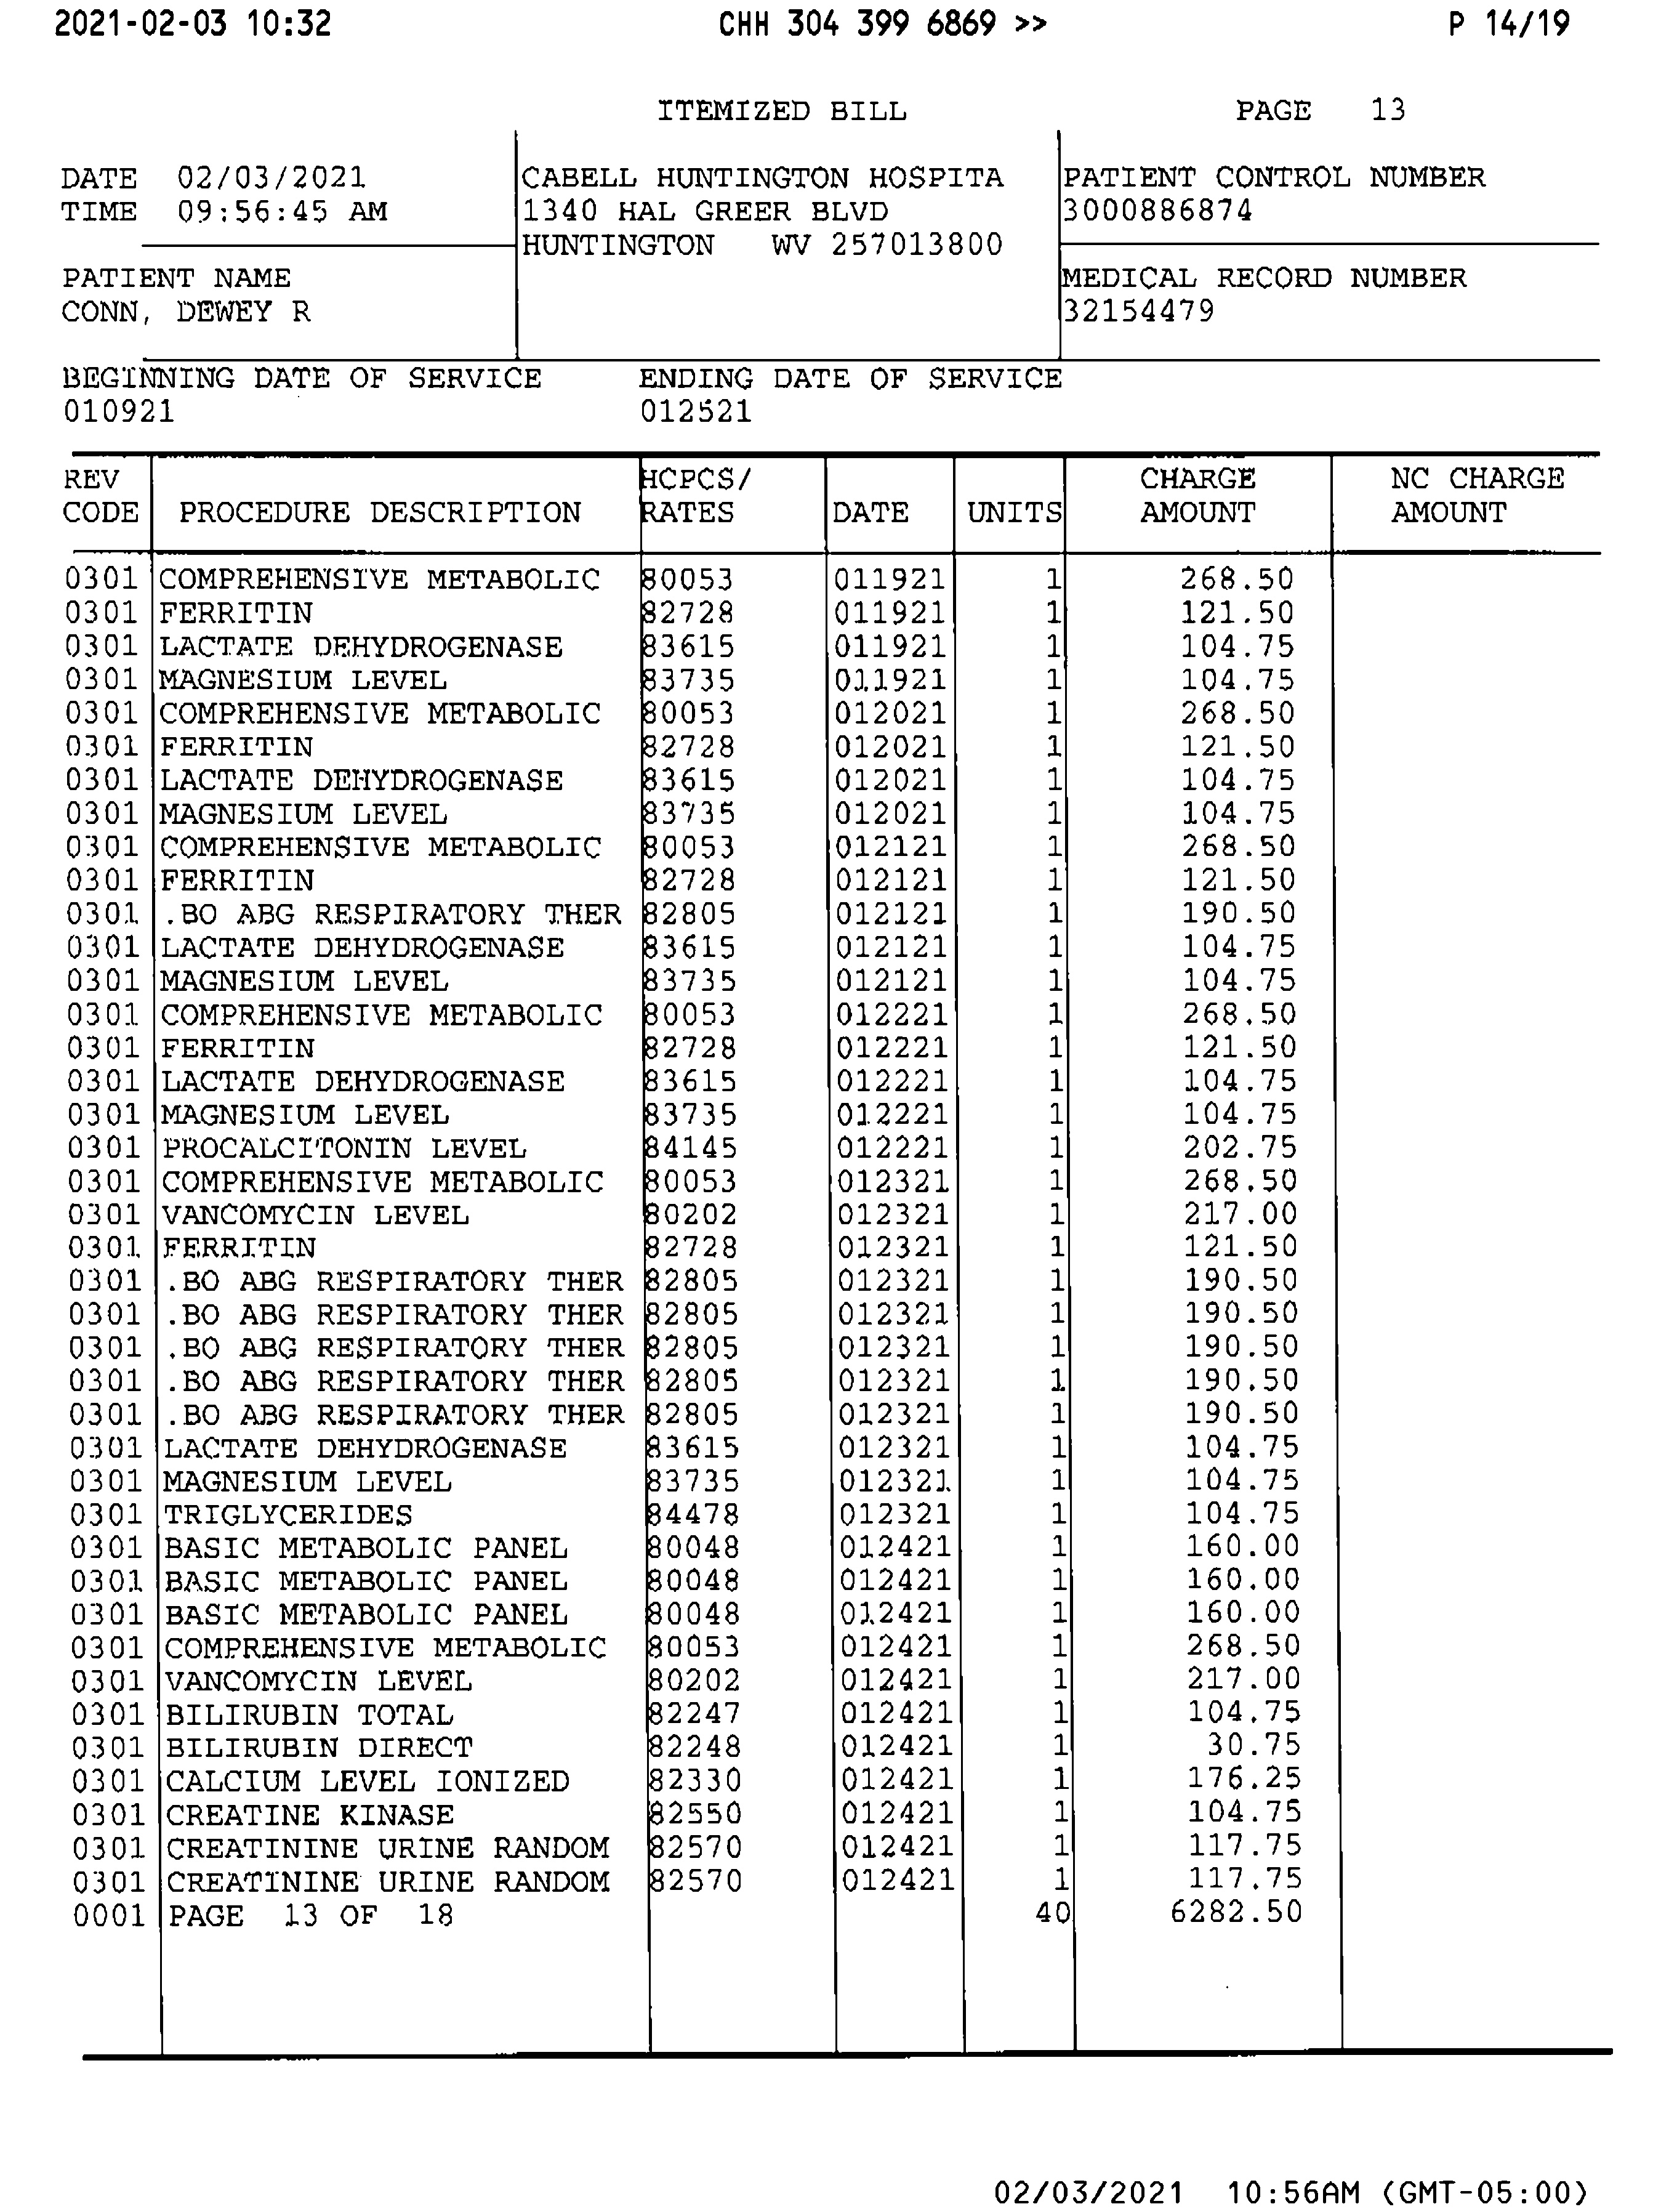 2021-02-03 10:32 CHH 304 399 6869 >> P 14/19
ITEMIZED BILL PAGE 13
DATE 02/03/2021 CABELL HUNTINGTON HOSPITA PATIENT CONTROL NUMBER
TIME 09:56:45 AM 1340 HAL GREER BLVD 3000886874
HUNTINGTON WV 257013800
PATIENT NAME MEDICAL RECORD NUMBER
CONN, DEWEY R 32154479
BEGINNING DATE OF SERVICE ENDING DATE OF SERVICE
010921 012521
REV HCPCS/ CHARGE NC CHARGE
CODE PROCEDURE DESCRIPTION RATES DATE UNITS AMOUNT AMOUNT
0301 COMPREHENSIVE METABOLIC 80053 011921 1 268.50
0301 FERRITIN 82728 011921 1 121.50
0301 LACTATE DEHYDROGENASE 83615 011921 1 104.75
0301 MAGNESIUM LEVEL 83735 011921 1 104.75
0301 COMPREHENSIVE METABOLIC 80053 012021 1 268.50
0301 FERRITIN 82728 012021 1 121.50
0301 LACTATE DEHYDROGENASE 83615 012021 1 104.75
0301 MAGNESIUM LEVEL 83735 012021 1 104.75
0301 COMPREHENSIVE METABOLIC 80053 012121 1 268.50
0301 FERRITIN 82728 012121 1 121.50
0301 .BO ABG RESPIRATORY THER 82805 012121 1 190.50
0301 LACTATE DEHYDROGENASE 83615 012121 1 104.75
0301 MAGNESIUM LEVEL 83735 012121 1 104.75
0301 COMPREHENSIVE METABOLIC 80053 012221 1 268.50
0301 FERRITIN 82728 012221 1 121.50
0301 LACTATE DEHYDROGENASE 83615 012221 1 104.75
0301 MAGNESIUM LEVEL 83735 012221 1 104.75
0301 PROCALCITONIN LEVEL 84145 012221 1 202.75
0301 COMPREHENSIVE METABOLIC 80053 012321 1 268.50
0301 VANCOMYCIN LEVEL 80202 012321 1 217.00
0301 FERRITIN 82728 012321 1 121.50
0301 .BO ABG RESPIRATORY THER 82805 012321 1 190.50
0301 .BO ABG RESPIRATORY THER 82805 012321 1 190.50
0301 .BO ABG RESPIRATORY THER 82805 012321 1 190.50
0301 .BO ABG RESPIRATORY THER 82805 012321 1 190.50
0301 .BO ABG RESPIRATORY THER 82805 012321 1 190.50
0301 LACTATE DEHYDROGENASE 83615 012321 1 104.75
0301 MAGNESIUM LEVEL 83735 012321 1 104.75
0301 TRIGLYCERIDES 84478 012321 1 104.75
0301 BASIC METABOLIC PANEL 80048 012421 1 160.00
0301 BASIC METABOLIC PANEL 80048 012421 1 160.00
0301 BASIC METABOLIC PANEL 80048 012421 1 160.00
0301 COMPREHENSIVE METABOLIC 80053 012421 1 268.50
0301 VANCOMYCIN LEVEL 80202 012421 1 217.00
0301 BILIRUBIN TOTAL 82247 012421 1 104.75
0301 BILIRUBIN DIRECT 82248 012421 1 30.75
0301 CALCIUM LEVEL IONIZED 82330 012421 1 176.25
0301 CREATINE KINASE 82550 012421 1 104.75
0301 CREATININE URINE RANDOM 82570 012421 1 117.75
0301 CREATININE URINE RANDOM 82570 012421 1 117.75
0001 PAGE 13 OF 18 40 6282.50
02/03/2021 10:56AM (GMT-05:00)